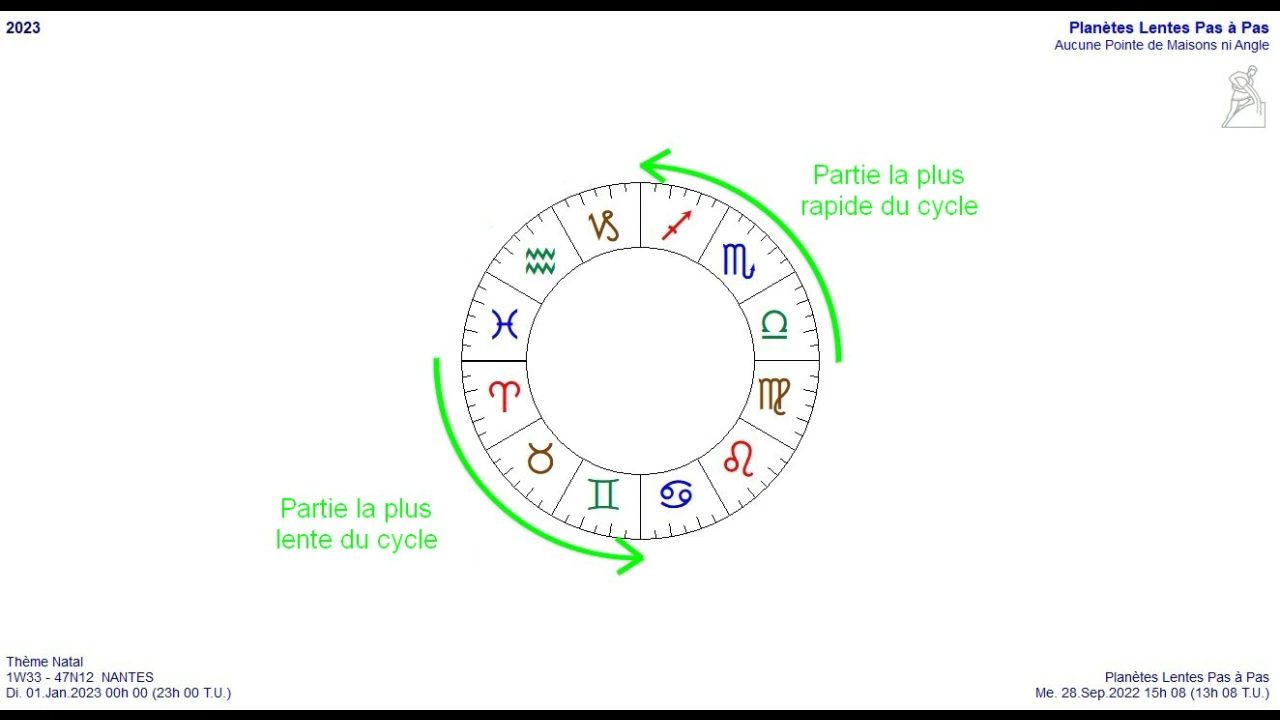 2023
Planètes Lentes Pas à Pas
Aucune Pointe de Maisons ni Angle
Partie la plus
rapide du cycle
Partie la plus
lente du cycle
Thème Natal
1W33 - 47N12 NANTES
Di. 01.Jan.2023 00h 00 (23h 00 T.U.)
Planètes Lentes Pas à Pas
Me. 28.Sep.2022 15h 08 (13h 08 T.U.)